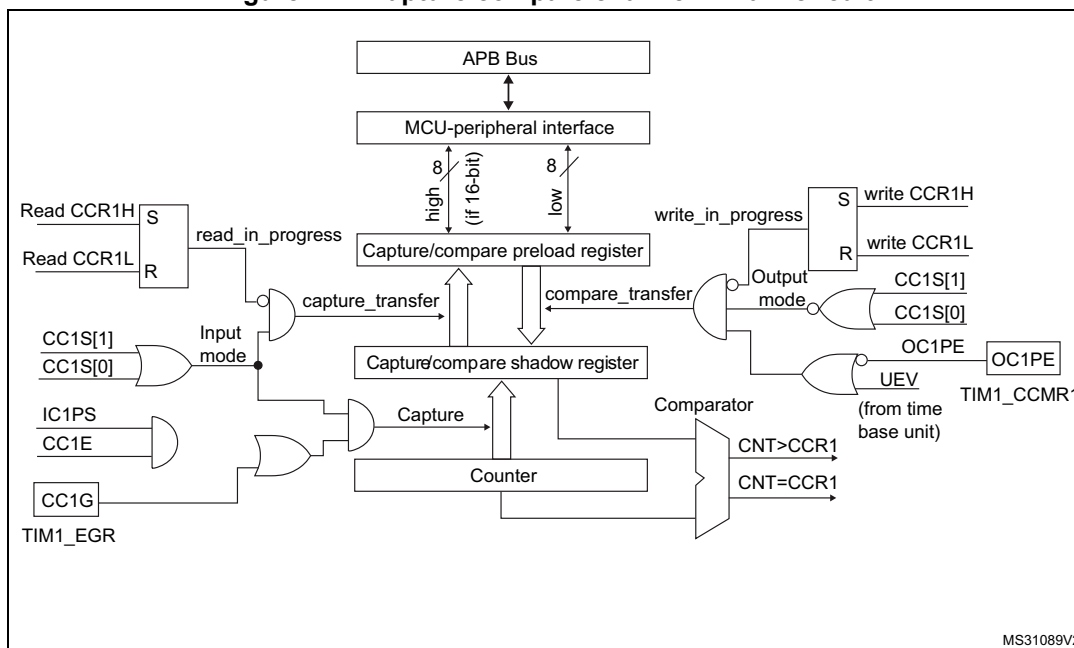 APB Bus
MCU-peripheral interface
8
high
(if 16-bit)
8
low
Read CCR1H
S
read_in_progress
Read CCR1L
R
write_in_progress
S
write CCR1H
R
write CCR1L
Capture/compare preload register
capture_transfer
compare_transfer
Output
mode
CC1S[1]
CC1S[0]
CC1S[1]
CC1S[0]
Input
mode
Capture/compare shadow register
OC1PE
OC1PE
UEV
TIM1_CCMR1
(from time
base unit)
IC1PS
CC1E
Capture
Comparator
CNT>CCR1
CNT=CCR1
Counter
CC1G
TIM1_EGR
MS31089V2